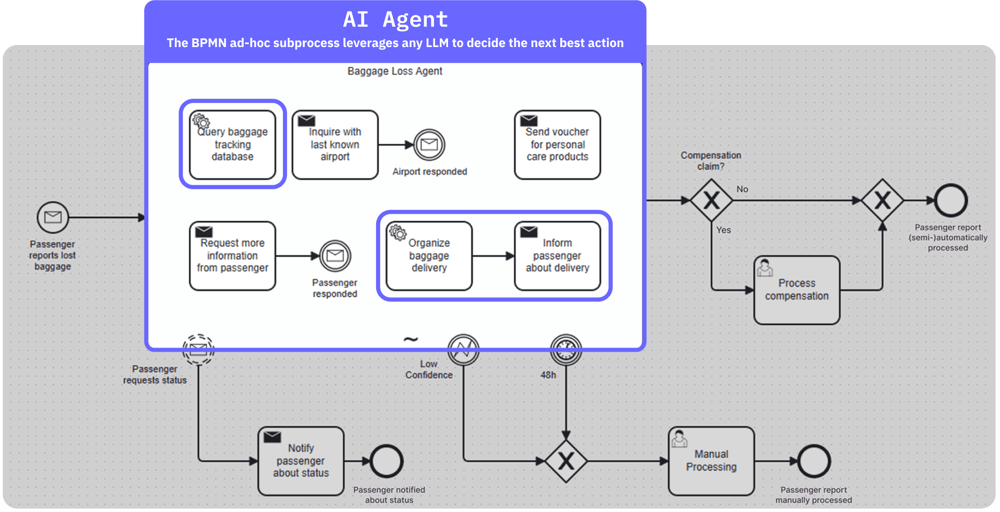 AI Agent
The BPMN ad-hoc subprocess leverages any LLM to decide the next best action
Baggage Loss Agent
Query baggage
tracking
database
Inquire with
last known
airport
Airport responded
Send voucher
for personal
care products
Request more
information
from passenger
Passenger
responded
Organize
baggage
delivery
Inform
passenger
about delivery
Passenger
reports lost
baggage
Compensation
claim?
No
Yes
Process
compensation
Passenger report
(semi-)automatically
processed
~
Passenger
requests status
Low
Confidence
48h
Notify
passenger
about status
Passenger notified
about status
Manual
Processing
Passenger report
manually processed